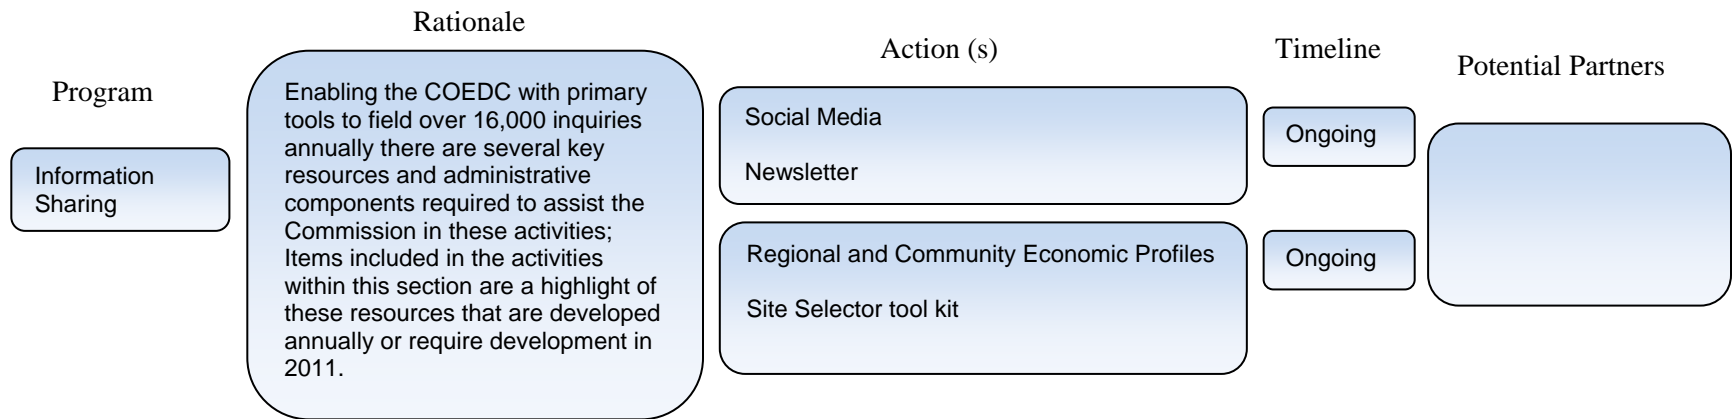 Program
Rationale
Action (s)
Timeline
Potential Partners
Information
Sharing
Enabling the COEDC with primary
tools to field over 16,000 inquiries
annually there are several key
resources and administrative
components required to assist the
Commission in these activities;
Items included in the activities
within this section are a highlight of
these resources that are developed
annually or require development in
2011.
Social Media
Newsletter
Ongoing
Regional and Community Economic Profiles
Site Selector tool kit
Ongoing